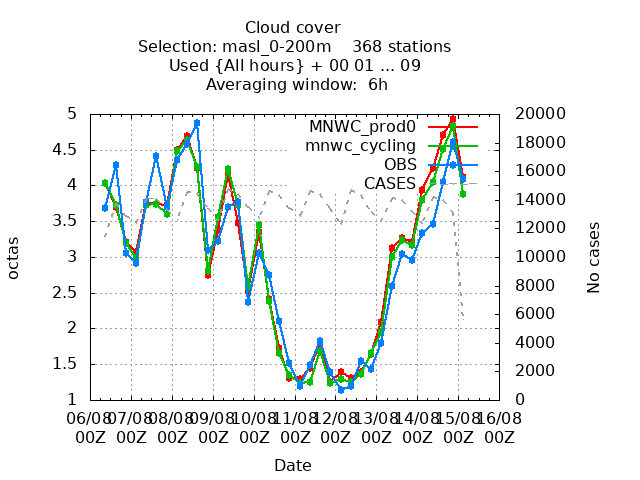 Cloud cover
Selection: masl_0-200m    368 stations
Used {All hours} + 00 01 ... 09
Averaging window:  6h
5
4.5
4
3.5
3
2.5
2
1.5
1
octas
20000
18000
16000
14000
12000
10000
8000
6000
4000
2000
0
No cases
MNWC_prod0
mnwc_cycling
OBS
CASES
06/08 07/08 08/08 09/08 10/08 11/08 12/08 13/08 14/08 15/08 16/08
00Z 00Z 00Z 00Z 00Z 00Z 00Z 00Z 00Z 00Z 00Z
Date